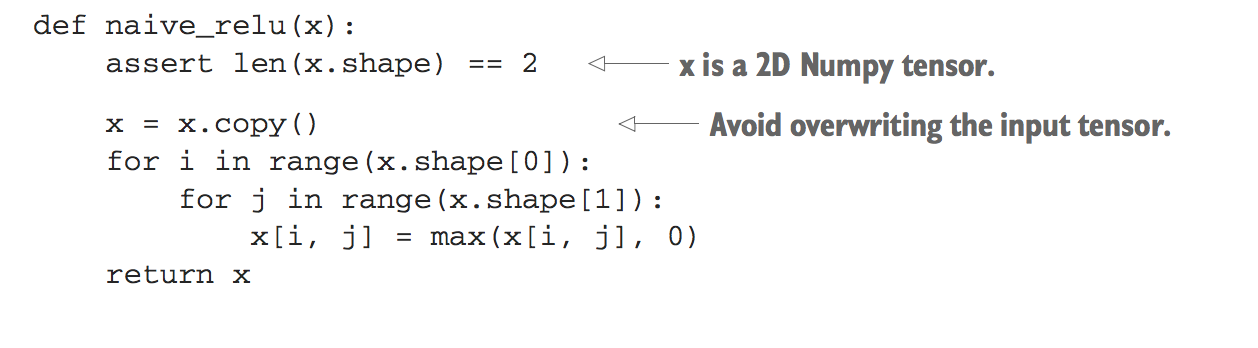 def naive_relu(x):
    assert len(x.shape) == 2    x is a 2D Numpy tensor.
    x = x.copy()    Avoid overwriting the input tensor.
    for i in range(x.shape[0]):
        for j in range(x.shape[1]):
            x[i, j] = max(x[i, j], 0)
    return x